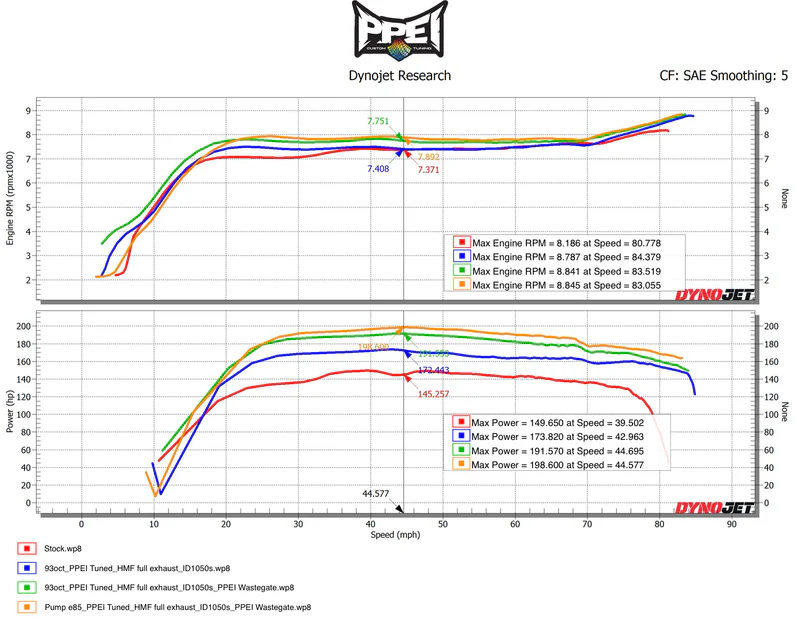 PPEI
CUSTOM TUNING
Dynojet Research
CF: SAE Smoothing: 5
Engine RPM (rpmx1000)
9
8
7
6
5
4
3
2
7.751
7.892
7.408
7.371
Max Engine RPM = 8.186 at Speed = 80.778
Max Engine RPM = 8.787 at Speed = 84.379
Max Engine RPM = 8.841 at Speed = 83.519
Max Engine RPM = 8.845 at Speed = 83.055
9
8
7
6
5
4
3
2
None
DYNOJET
Power (hp)
200
180
160
140
120
100
80
60
40
20
0
198.600
191.555
172.443
145.257
Max Power = 149.650 at Speed = 39.502
Max Power = 173.820 at Speed = 42.963
Max Power = 191.570 at Speed = 44.695
Max Power = 198.600 at Speed = 44.577
44.577
200
180
160
140
120
100
80
60
40
20
0
None
DYNOJET
0 10 20 30 40 50 60 70 80 90
Speed (mph)
Stock.wp8
93oct_PPEI Tuned_HMF full exhaust_ID1050s.wp8
93oct_PPEI Tuned_HMF full exhaust_ID1050s_PPEI Wastegate.wp8
Pump e85_PPEI Tuned_HMF full exhaust_ID1050s_PPEI Wastegate.wp8